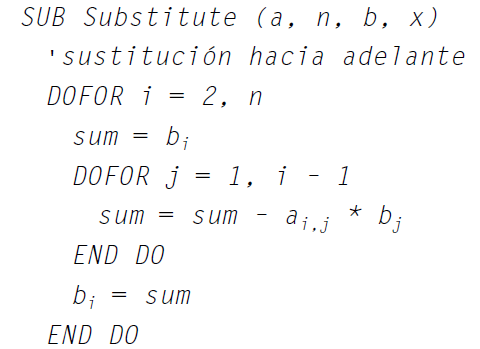 SUB Substitute (a, n, b, x)
'sustitución hacia adelante
DOFOR i = 2, n
sum = bᵢ
DOFOR j = 1, i - 1
sum = sum - aᵢ,ⱼ * bⱼ
END DO
bᵢ = sum
END DO